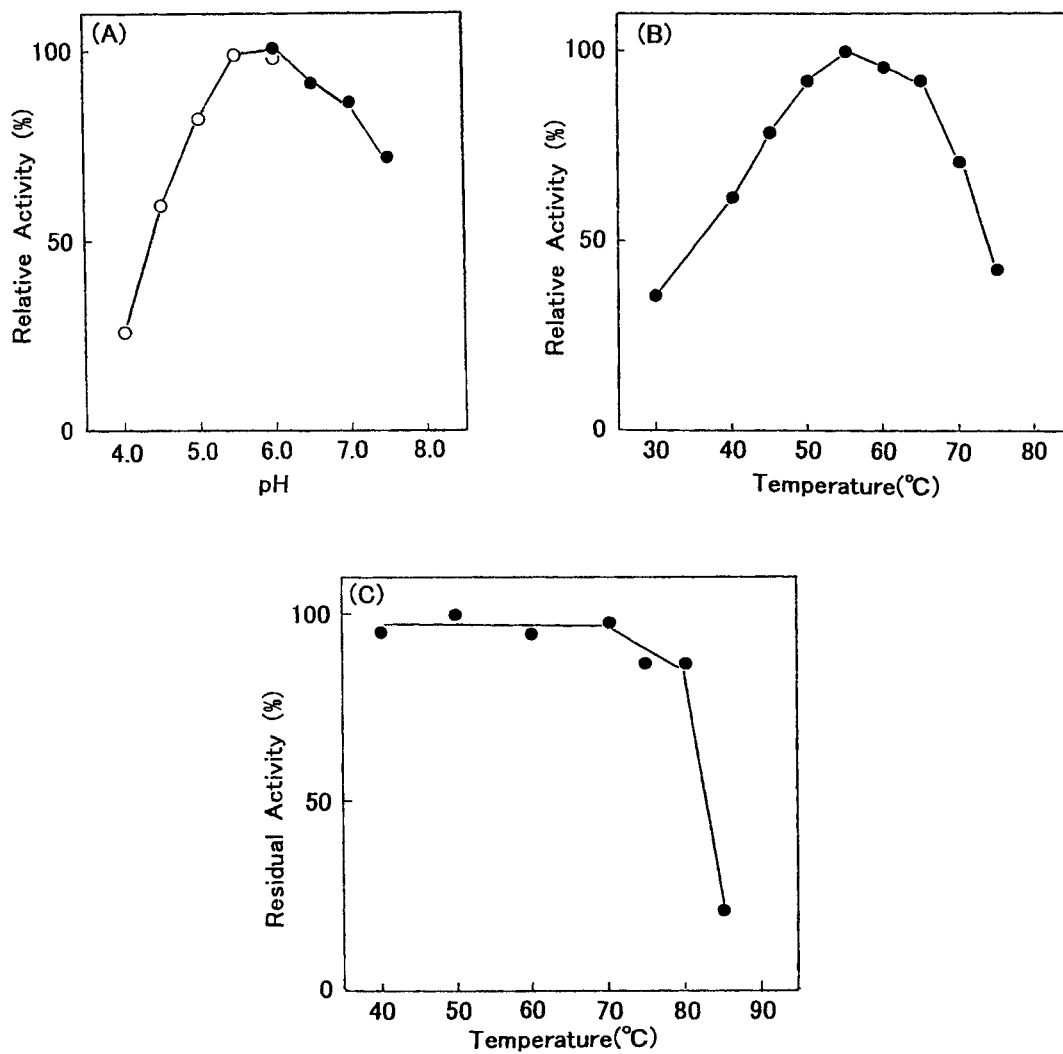 (A)
Relative Activity (%)
100
50
0
4.0 5.0 6.0 7.0 8.0
pH
(B)
Relative Activity (%)
100
50
0
30 40 50 60 70 80
Temperature(℃)
(C)
Residual Activity (%)
100
50
0
40 50 60 70 80 90
Temperature(℃)